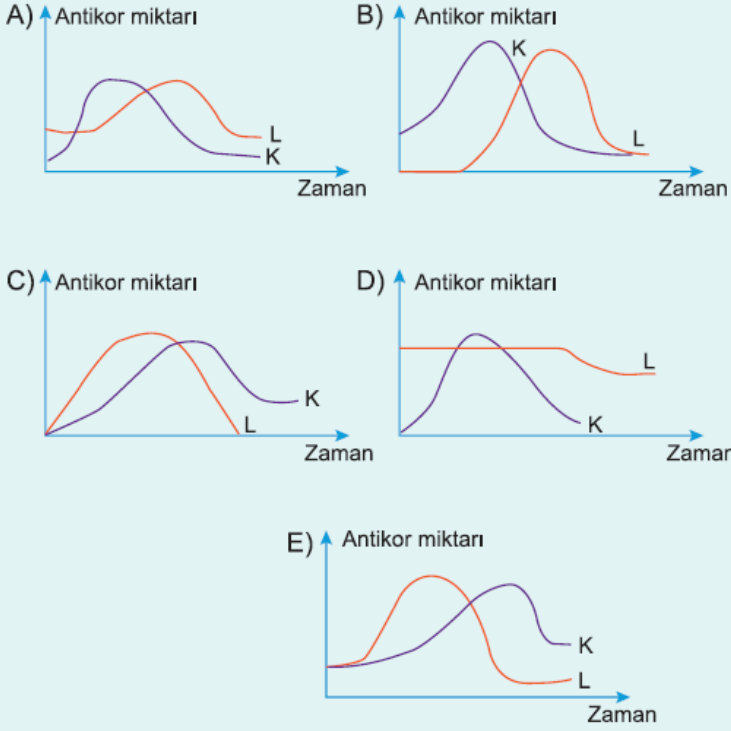 A) Antikor miktarı
L
K
Zaman
B) Antikor miktarı
K
L
Zaman
C) Antikor miktarı
K
L
Zaman
D) Antikor miktarı
L
K
Zaman
E) Antikor miktarı
K
L
Zaman